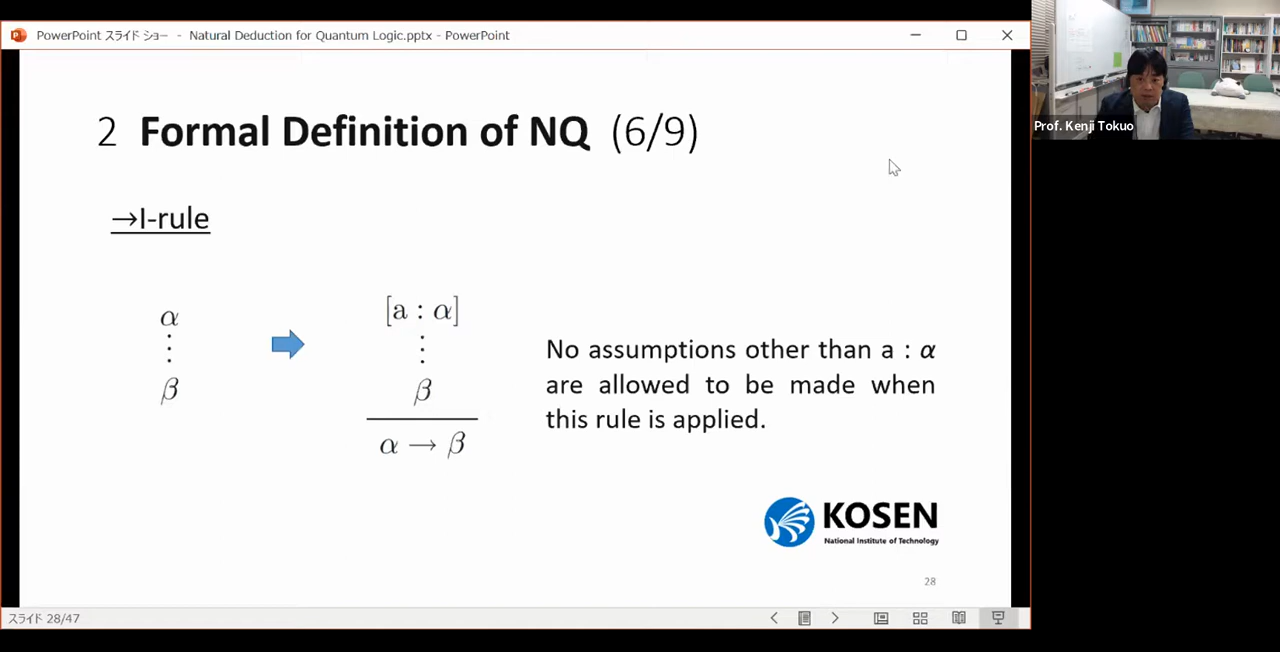 PowerPoint スライド ショー - Natural Deduction for Quantum Logic.pptx - PowerPoint
2 Formal Definition of NQ (6/9)
→I-rule
α
⋮
β
[a : α]
⋮
β
α → β
No assumptions other than a : α
are allowed to be made when
this rule is applied.
KOSEN
National Institute of Technology
28
スライド 28/47
Prof. Kenji Tokuo